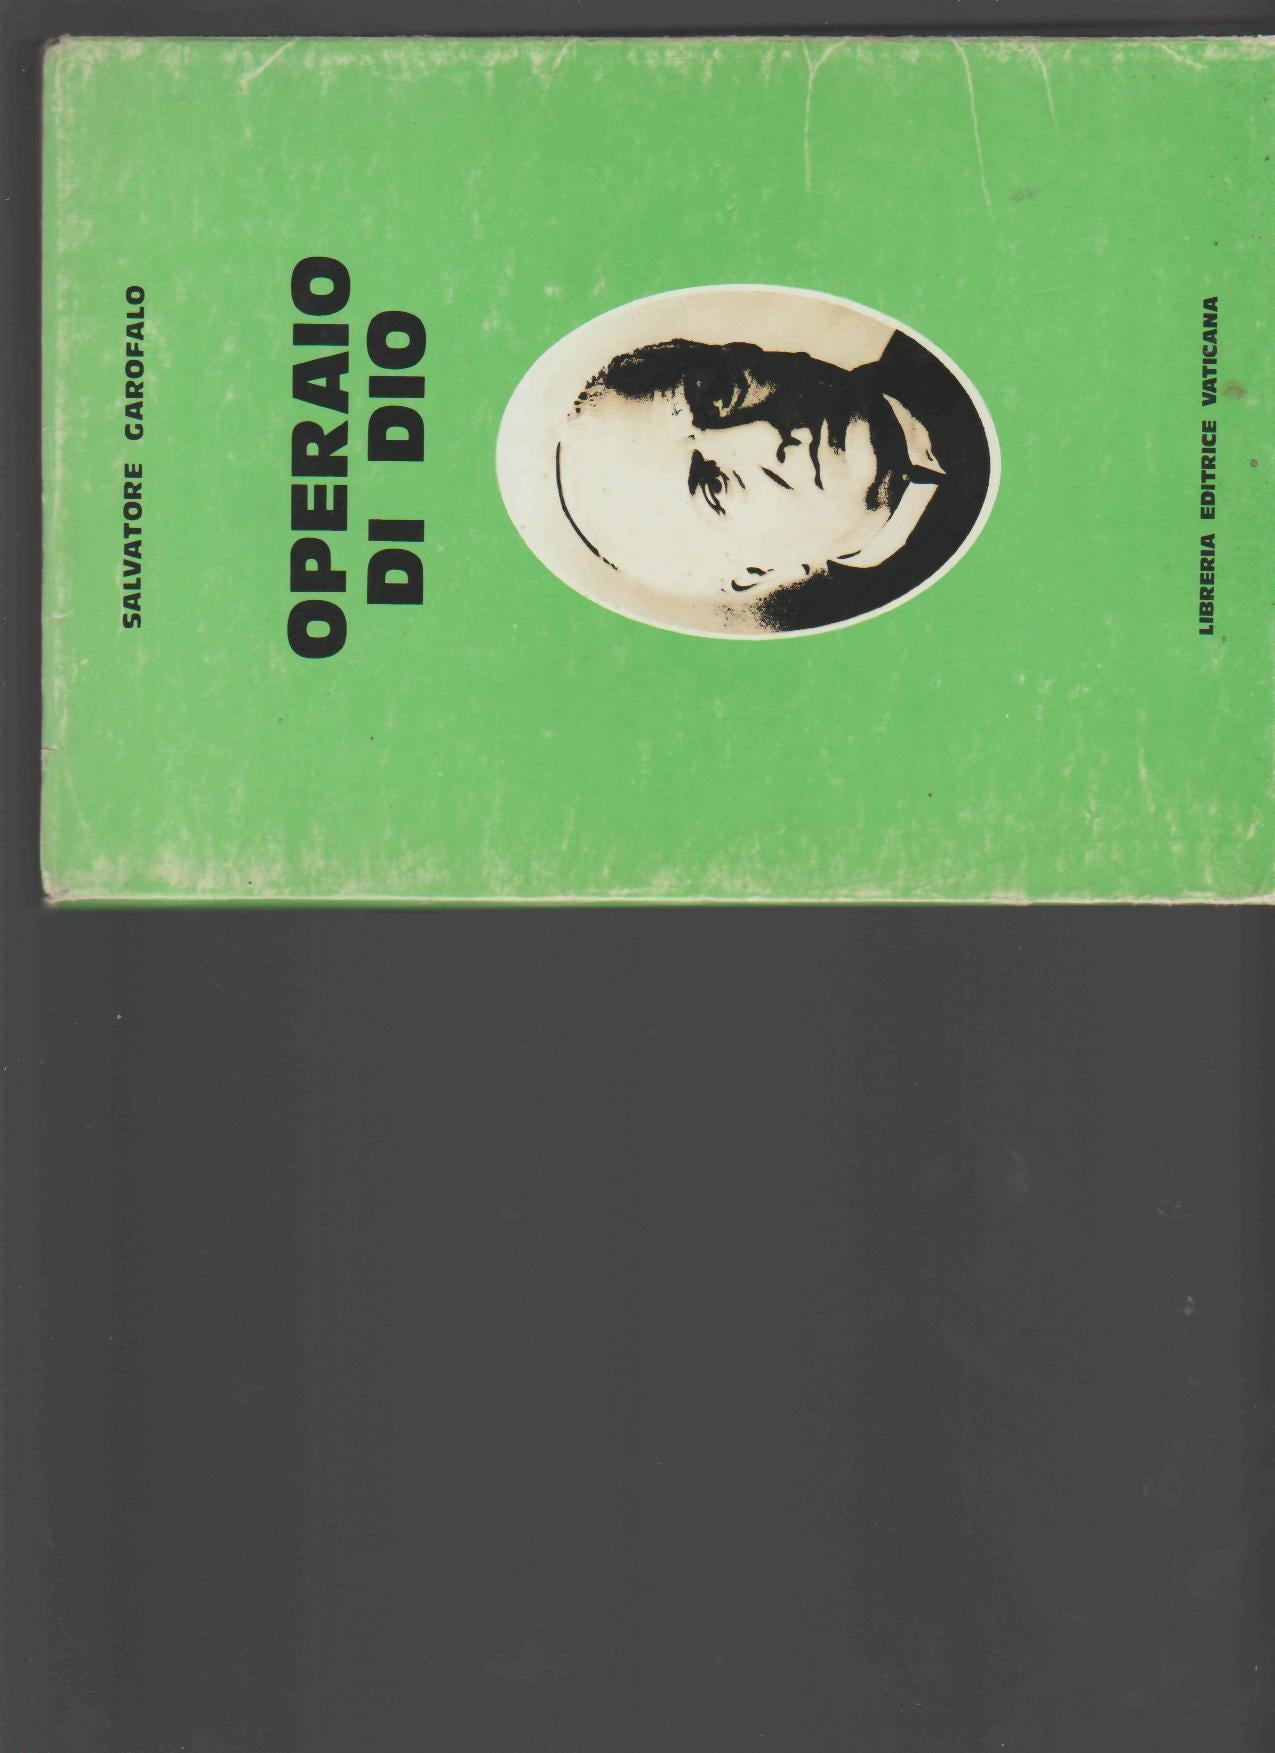 SALVATORE GAROFALO
OPERAIO
DI DIO
LIBRERIA EDITRICE VATICANA